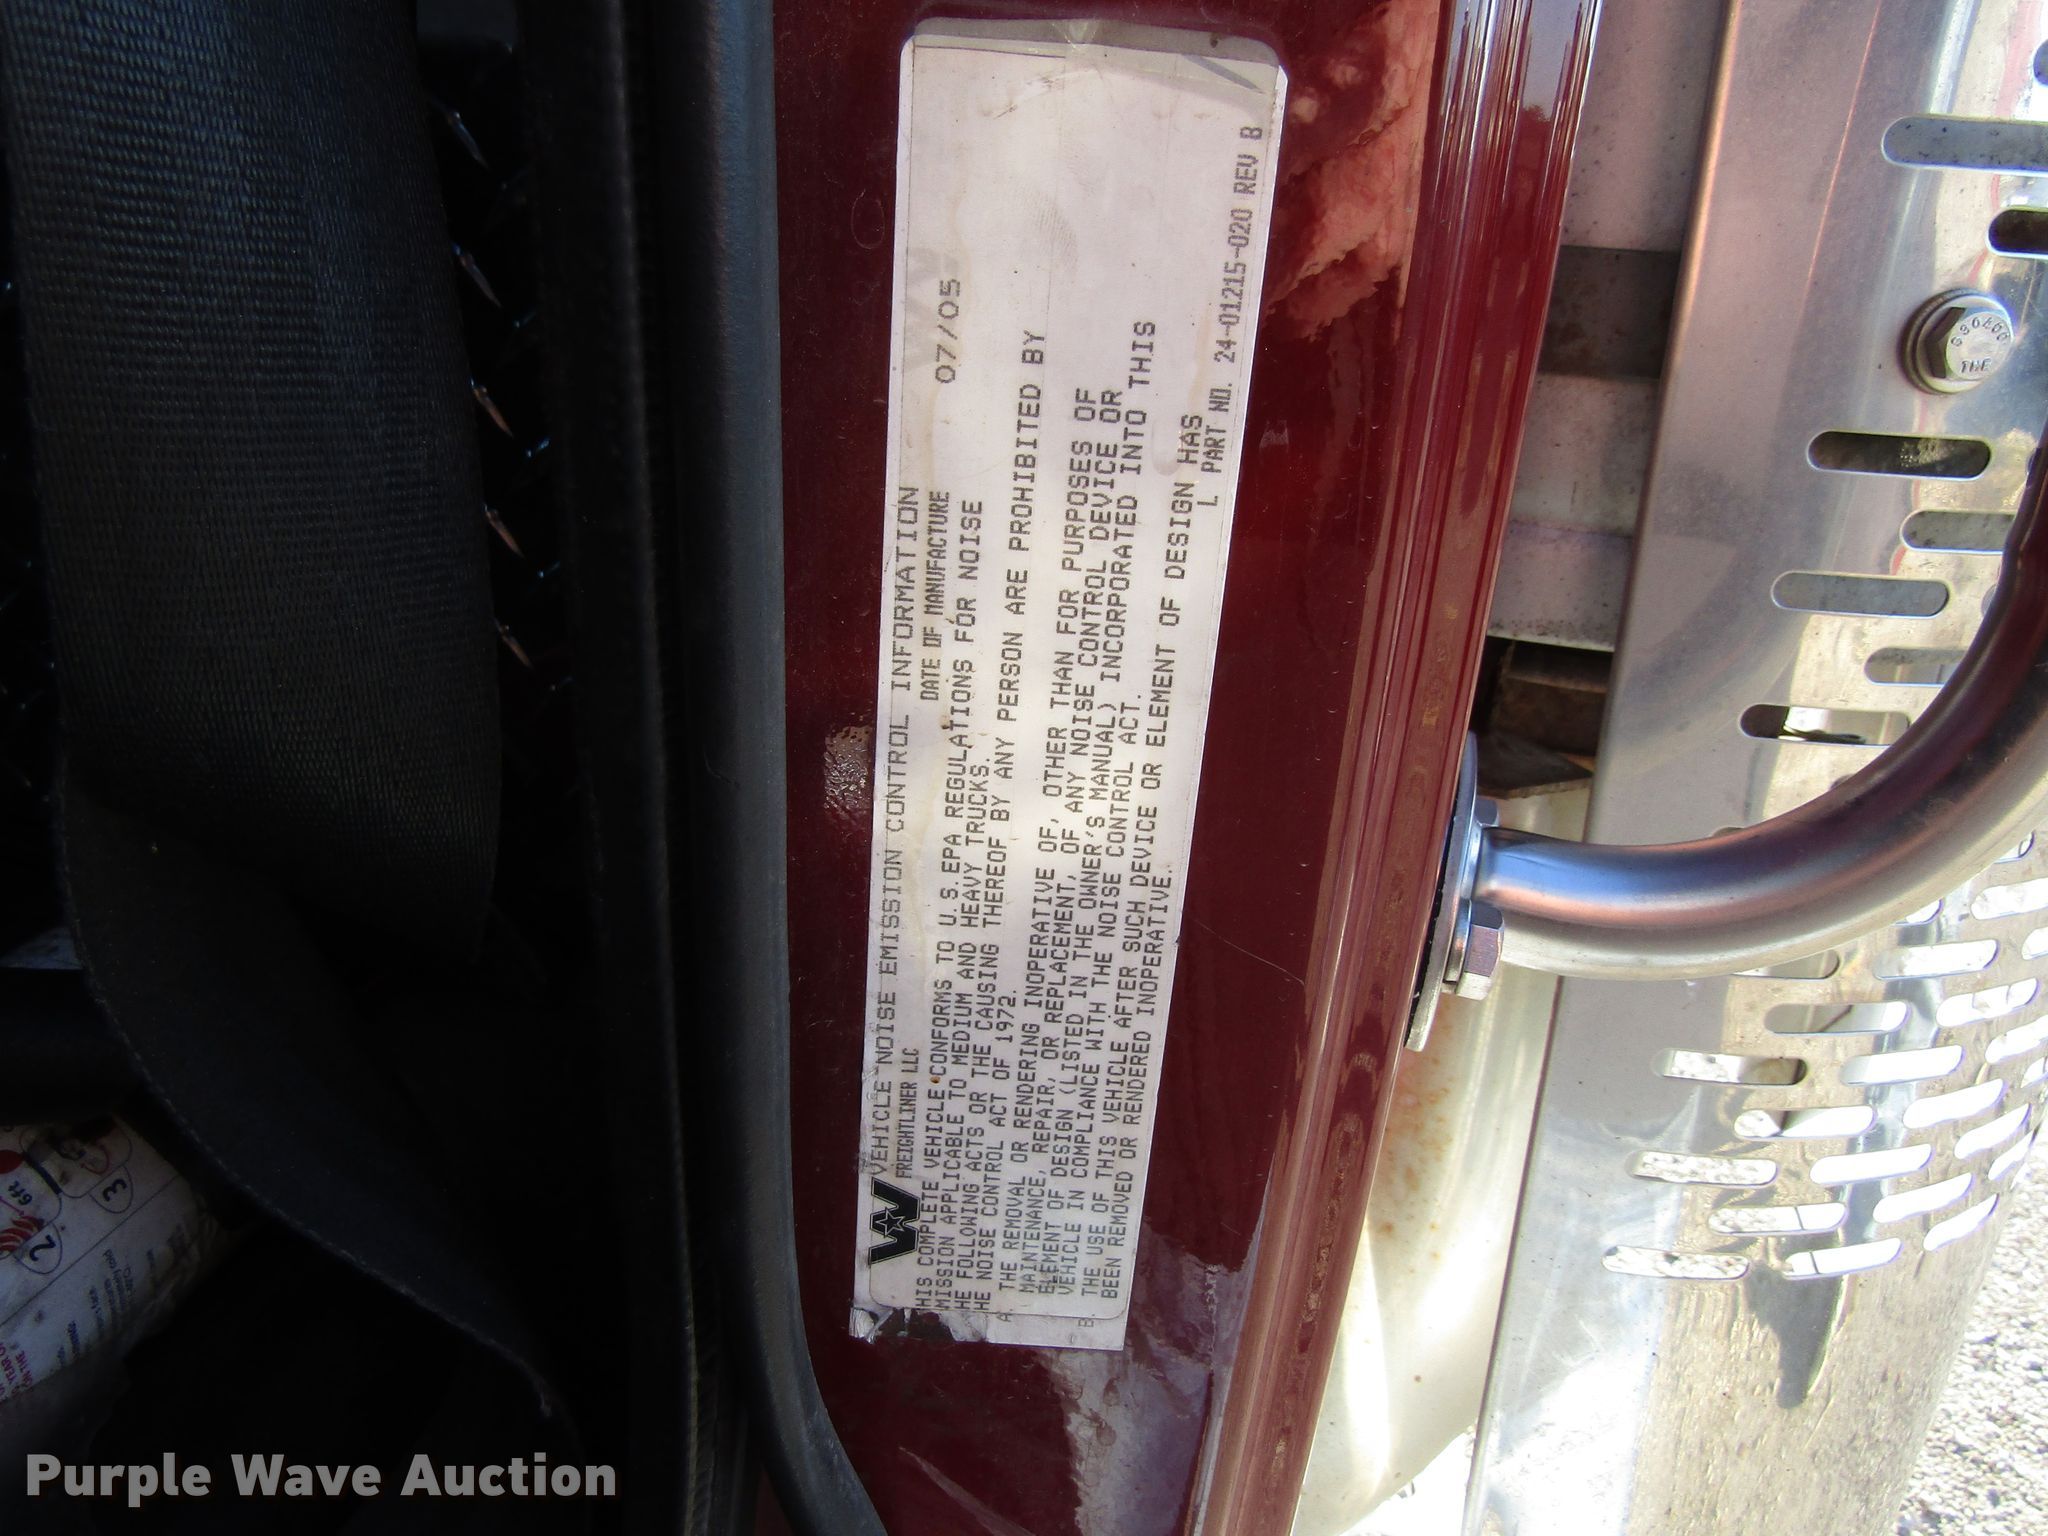 VEHICLE NOISE EMISSION CONTROL INFORMATION
FREIGHTLINER LLC DATE OF MANUFACTURE 07/05
HIS COMPLETE VEHICLE CONFORMS TO U.S.EPA REGULATIONS FOR NOISE
MISSION APPLICABLE TO MEDIUM AND HEAVY TRUCKS.
HE FOLLOWING ACTS OR THE CAUSING THEREOF BY ANY PERSON ARE PROHIBITED BY
HE NOISE CONTROL ACT OF 1972.
A. THE REMOVAL OR RENDERING INOPERATIVE OF, OTHER THAN FOR PURPOSES OF
MAINTENANCE, REPAIR, OR REPLACEMENT, OF ANY NOISE CONTROL DEVICE OR
ELEMENT OF DESIGN (LISTED IN THE OWNER'S MANUAL) INCORPORATED INTO THIS
VEHICLE IN COMPLIANCE WITH THE NOISE CONTROL ACT.
B. THE USE OF THIS VEHICLE AFTER SUCH DEVICE OR ELEMENT OF DESIGN HAS
BEEN REMOVED OR RENDERED INOPERATIVE.
L PART NO. 24-01215-020 REV B
THE
6ft
2
3
Purple Wave Auction